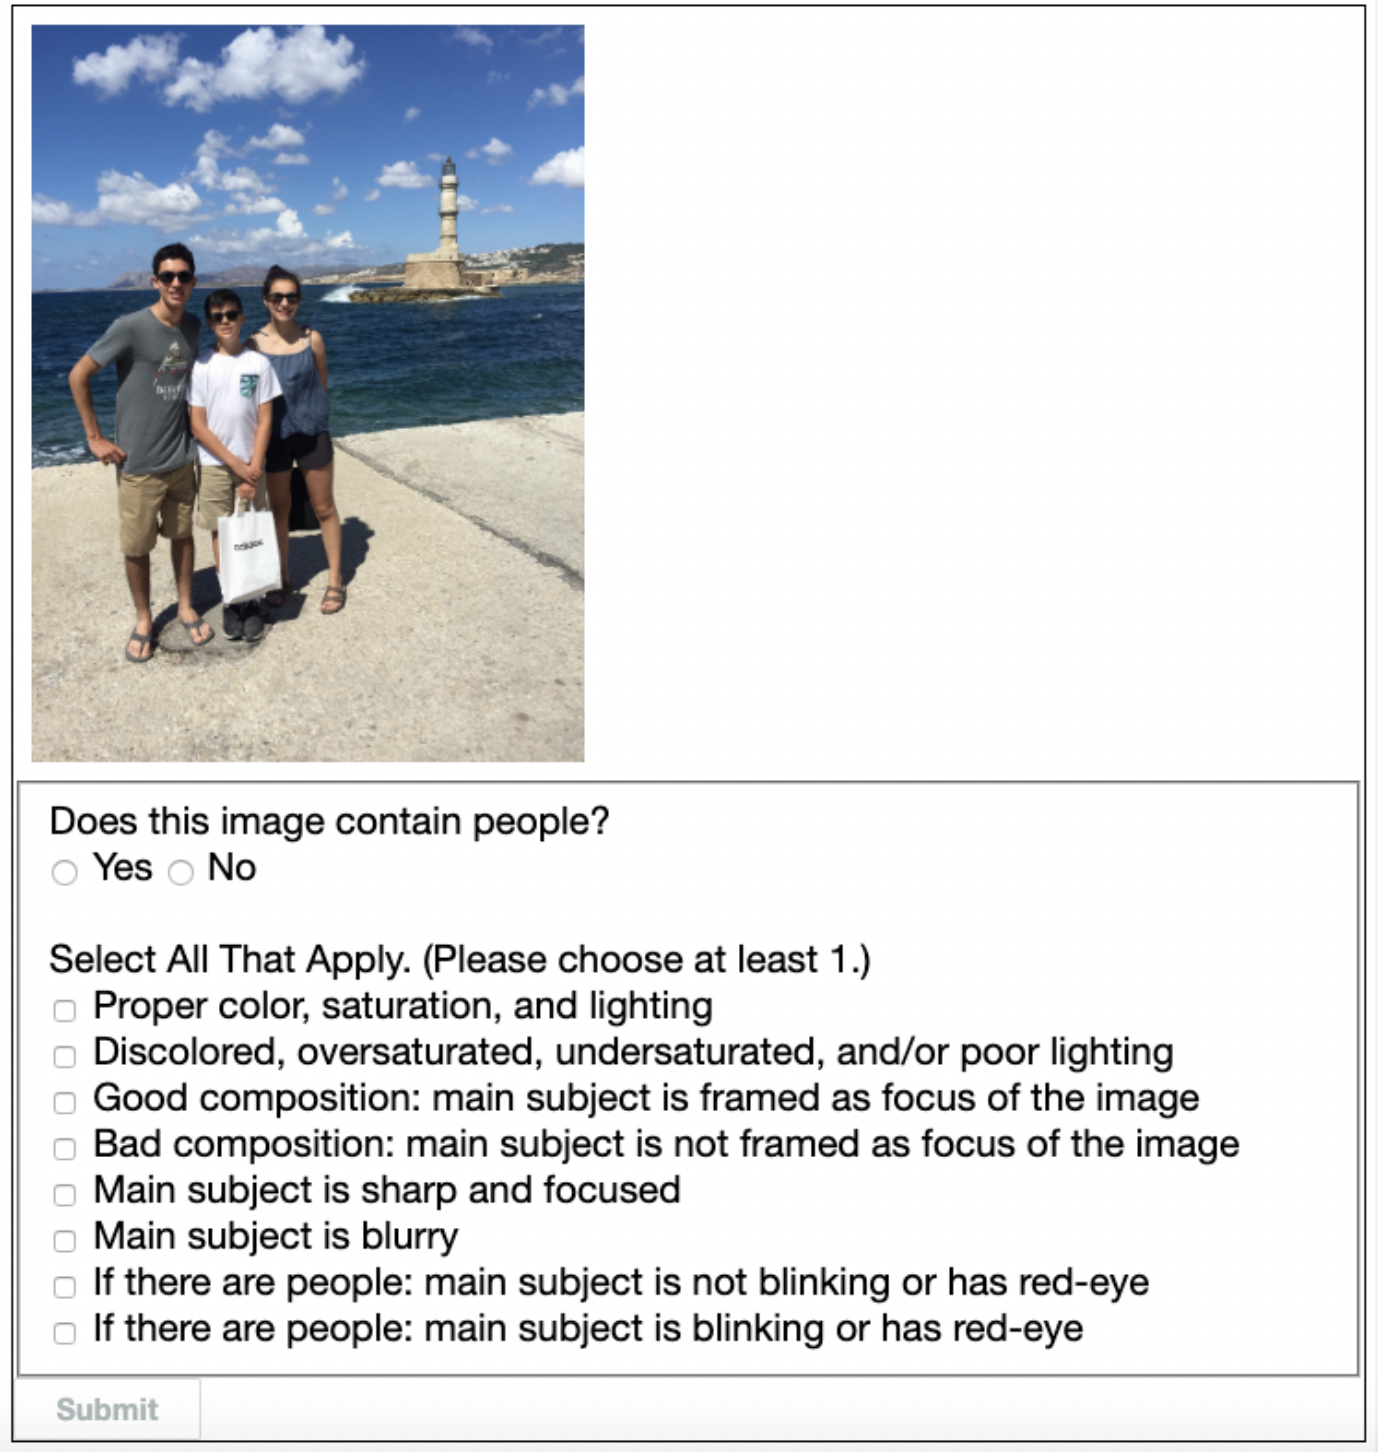 Does this image contain people?
Yes No
Select All That Apply. (Please choose at least 1.)
Proper color, saturation, and lighting
Discolored, oversaturated, undersaturated, and/or poor lighting
Good composition: main subject is framed as focus of the image
Bad composition: main subject is not framed as focus of the image
Main subject is sharp and focused
Main subject is blurry
If there are people: main subject is not blinking or has red-eye
If there are people: main subject is blinking or has red-eye
Submit